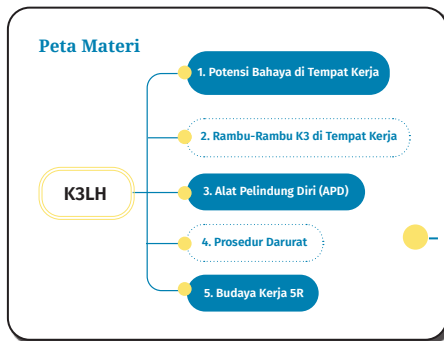 Peta Materi
1. Potensi Bahaya di Tempat Kerja
2. Rambu-Rambu K3 di Tempat Kerja
K3LH
3. Alat Pelindung Diri (APD)
4. Prosedur Darurat
5. Budaya Kerja 5R